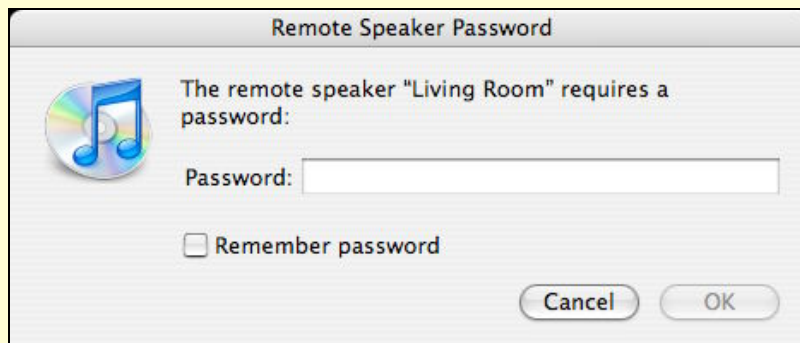 Remote Speaker Password
The remote speaker “Living Room” requires a
password:
Password:
Remember password
Cancel OK